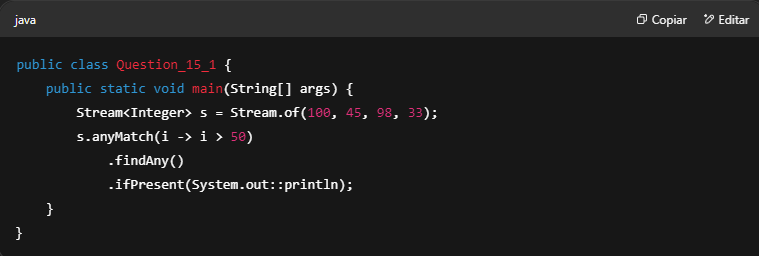 java Copiar Editar
public class Question_15_1 {
    public static void main(String[] args) {
        Stream<Integer> s = Stream.of(100, 45, 98, 33);
        s.anyMatch(i -> i > 50)
            .findAny()
            .ifPresent(System.out::println);
    }
}